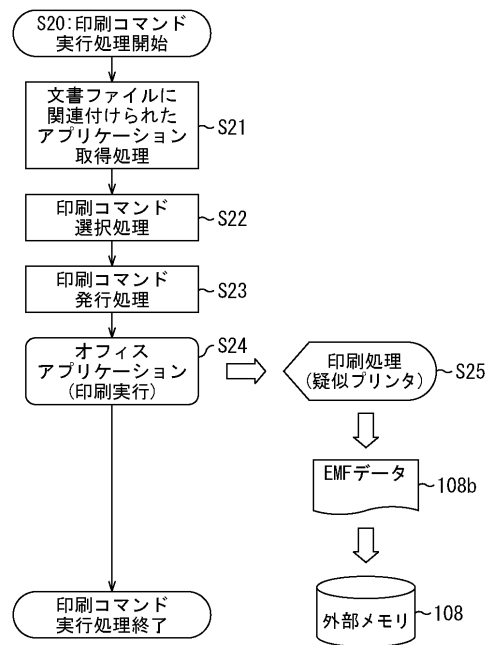 S20:印刷コマンド
実行処理開始
文書ファイルに
関連付けられた
アプリケーション
取得処理
S21
印刷コマンド
選択処理
S22
印刷コマンド
発行処理
S23
オフィス
アプリケーション
(印刷実行)
S24
印刷処理
(疑似プリンタ)
S25
EMFデータ
108b
外部メモリ
108
印刷コマンド
実行処理終了